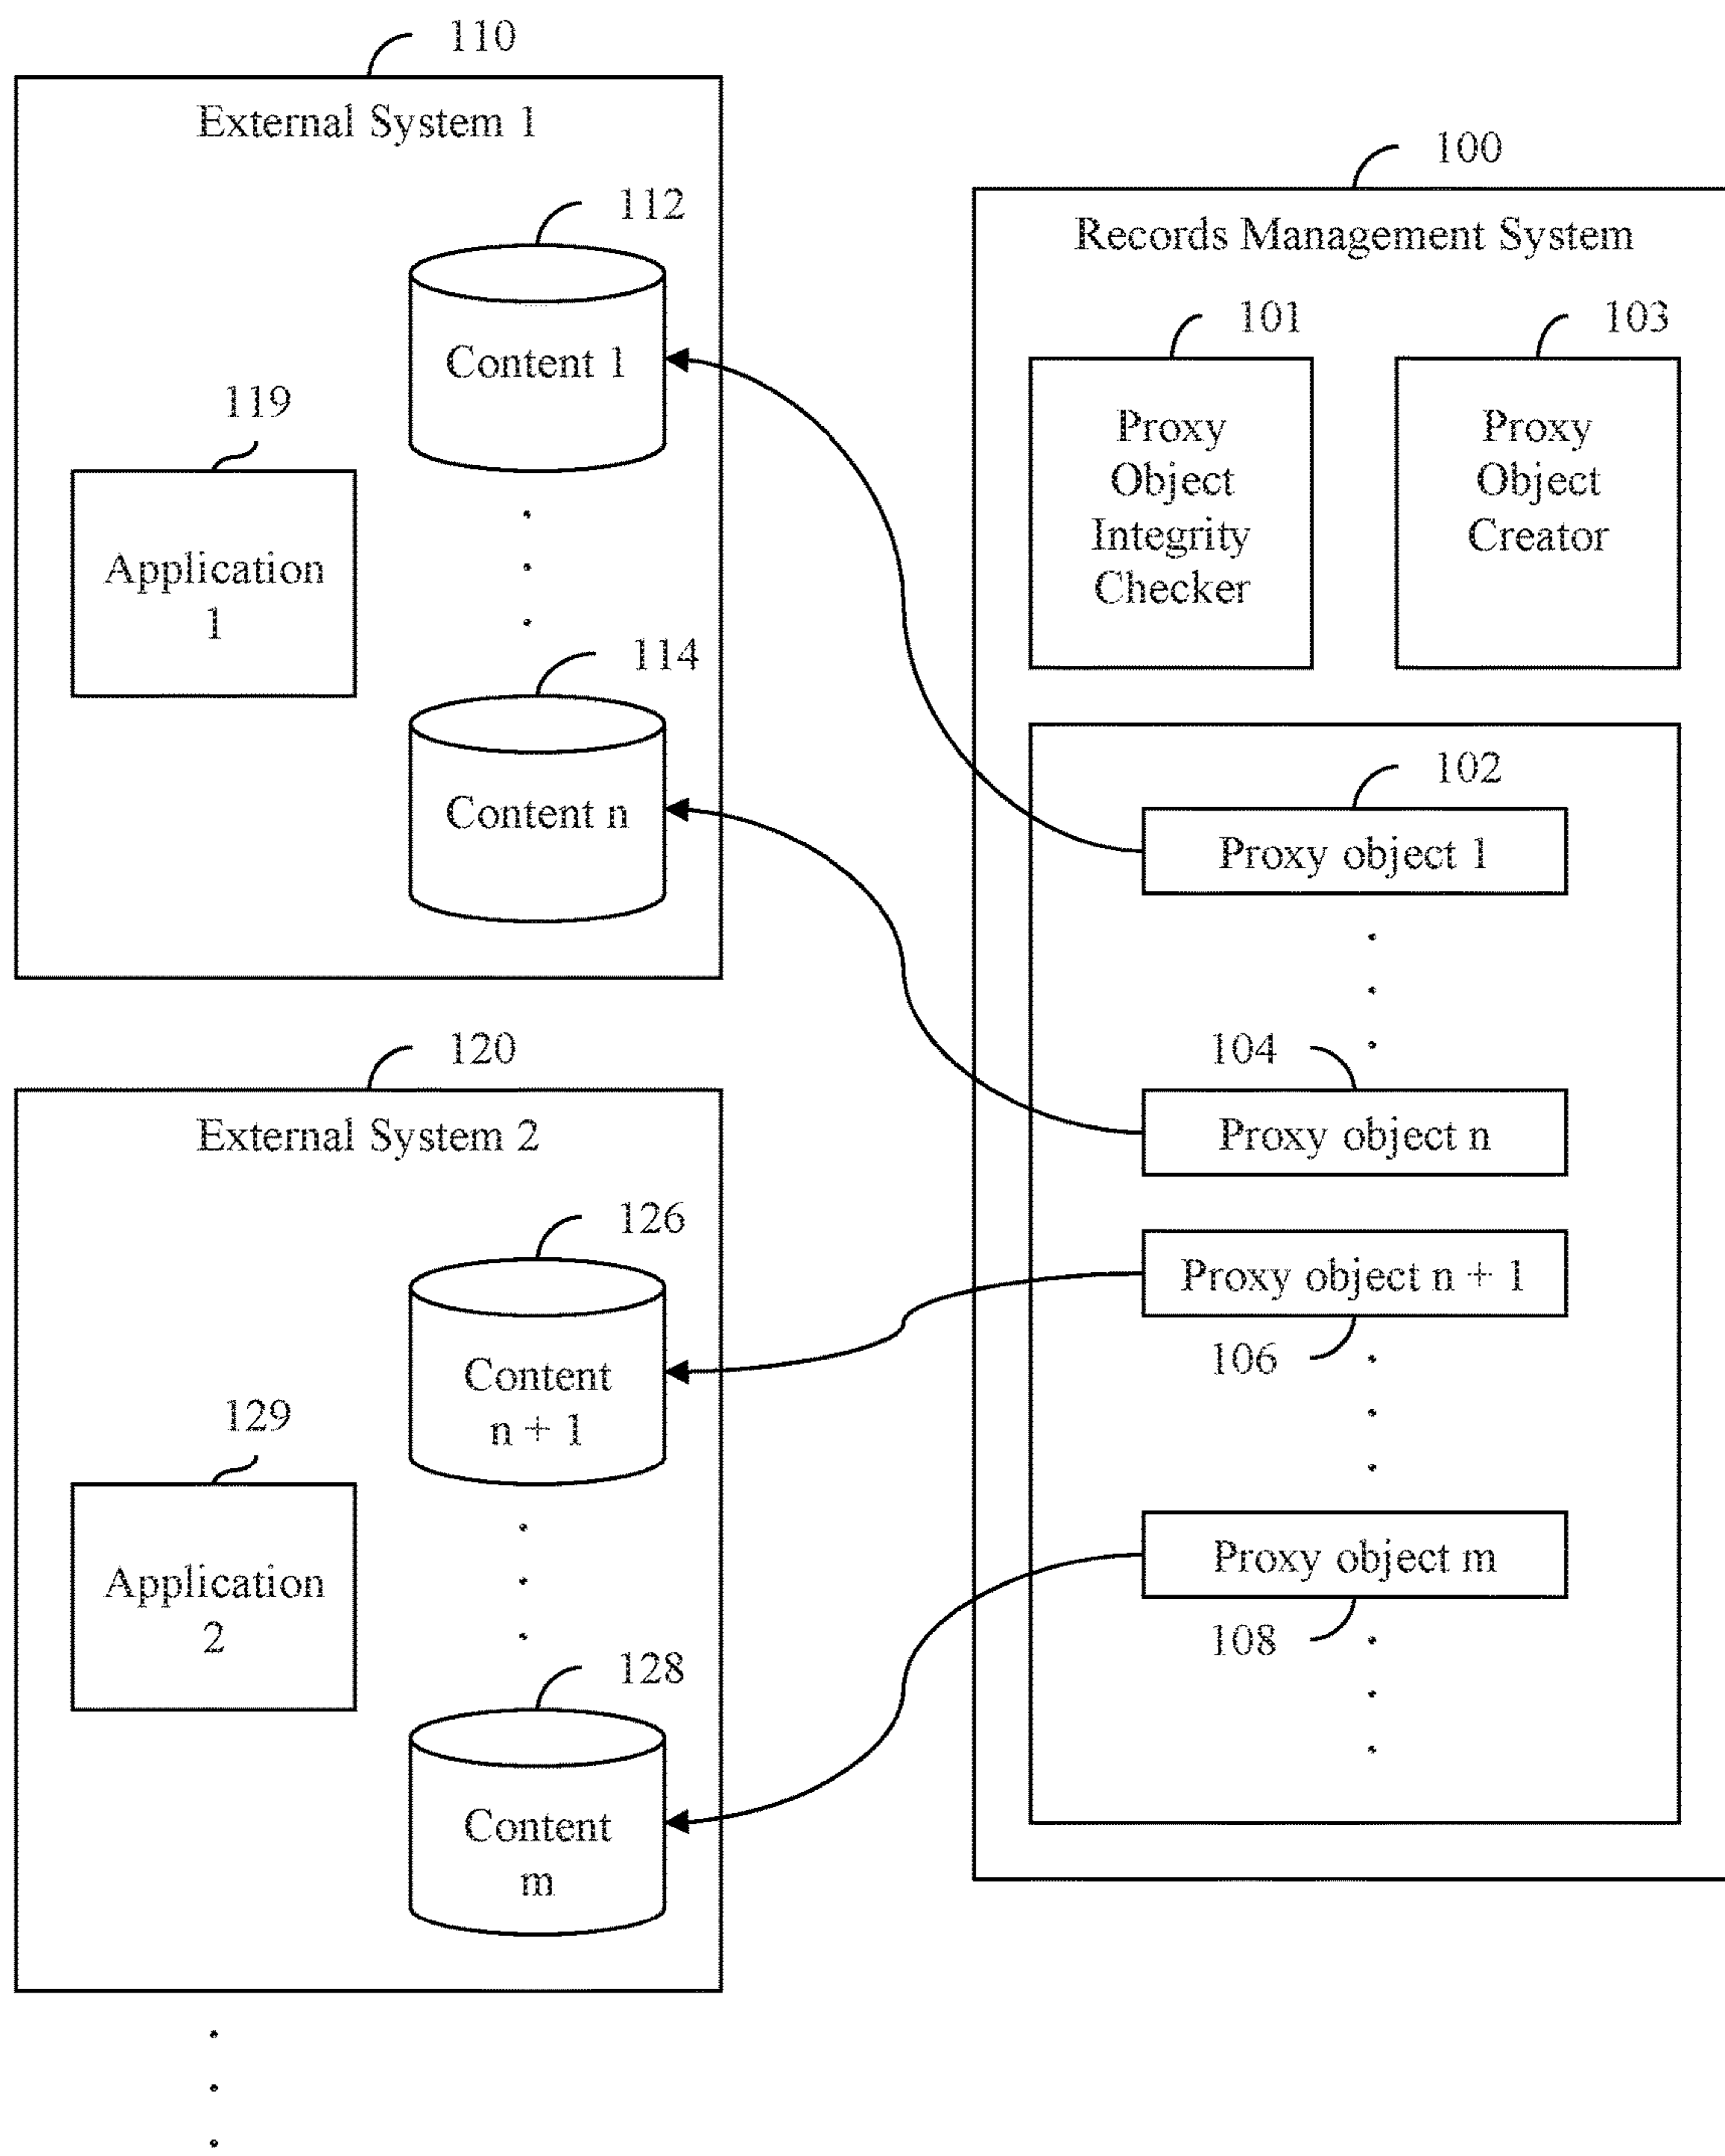 110
External System 1
112
Content 1
119
Application
1
114
Content n
120
External System 2
126
Content
n + 1
129
Application
2
128
Content
m
100
Records Management System
101
Proxy
Object
Integrity
Checker
103
Proxy
Object
Creator
102
Proxy object 1
104
Proxy object n
Proxy object n + 1
106
Proxy object m
108